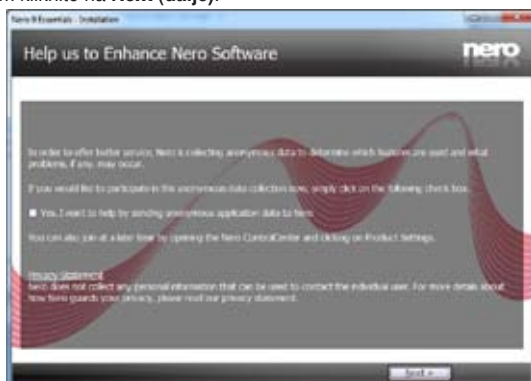 kliknite na Next (dalje).
Nero 9 Essentials - Installation
Help us to Enhance Nero Software
nero
In order to offer better service, Nero is collecting anonymous data to determine which features are used and what
problems, if any, may occur.
If you would like to participate in this anonymous data collection now, simply click on the following check box.
Yes, I want to help by sending anonymous application data to Nero
You can also join at a later time by opening the Nero ControlCenter and clicking on Product Settings.
Privacy Statement
Nero does not collect any personal information that can be used to contact the individual user. For more details about
how Nero guards your privacy, please read our privacy statement.
Next >